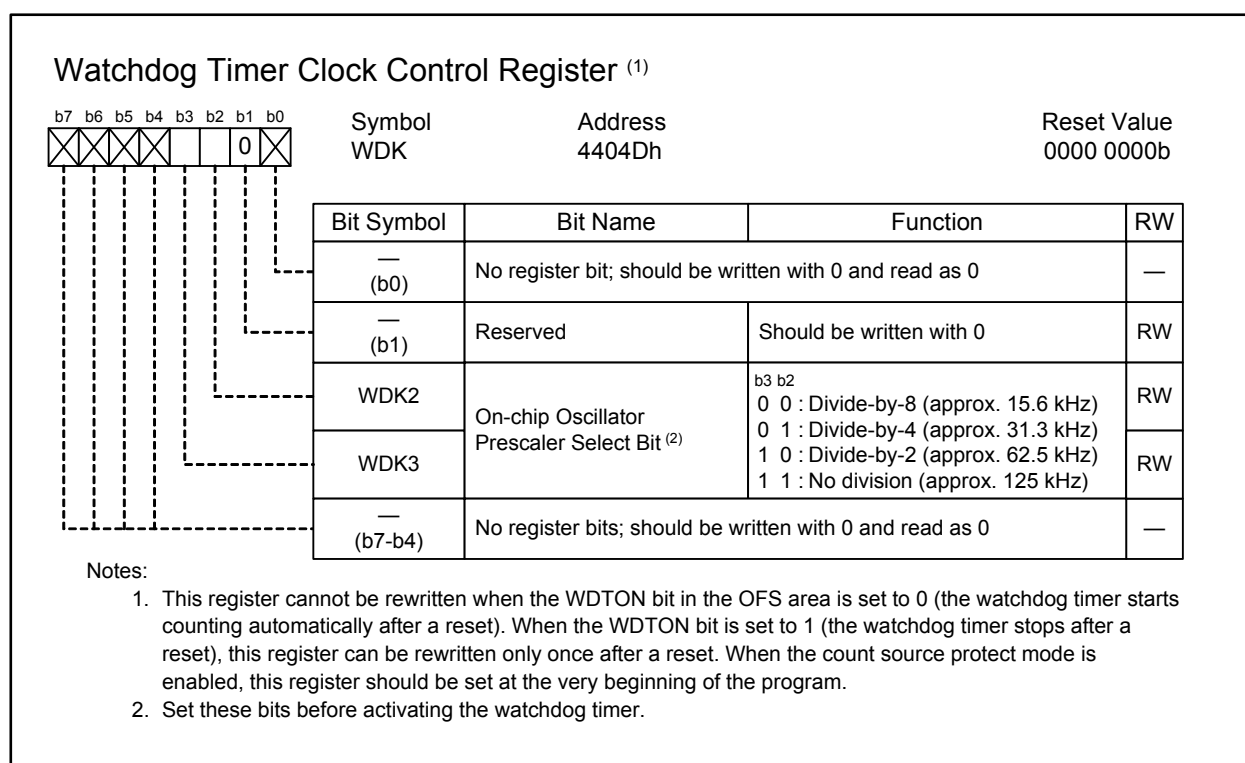 Watchdog Timer Clock Control Register (1)
b7 b6 b5 b4 b3 b2 b1 b0
0
Symbol Address Reset Value
WDK 4404Dh 0000 0000b
Bit Symbol Bit Name Function RW
—
(b0)
No register bit; should be written with 0 and read as 0 —
—
(b1)
Reserved Should be written with 0 RW
WDK2
WDK3
On-chip Oscillator
Prescaler Select Bit (2)
b3 b2
0 0 : Divide-by-8 (approx. 15.6 kHz)
0 1 : Divide-by-4 (approx. 31.3 kHz)
1 0 : Divide-by-2 (approx. 62.5 kHz)
1 1 : No division (approx. 125 kHz)
RW
RW
—
(b7-b4)
No register bits; should be written with 0 and read as 0 —
Notes:
1. This register cannot be rewritten when the WDTON bit in the OFS area is set to 0 (the watchdog timer starts
counting automatically after a reset). When the WDTON bit is set to 1 (the watchdog timer stops after a
reset), this register can be rewritten only once after a reset. When the count source protect mode is
enabled, this register should be set at the very beginning of the program.
2. Set these bits before activating the watchdog timer.